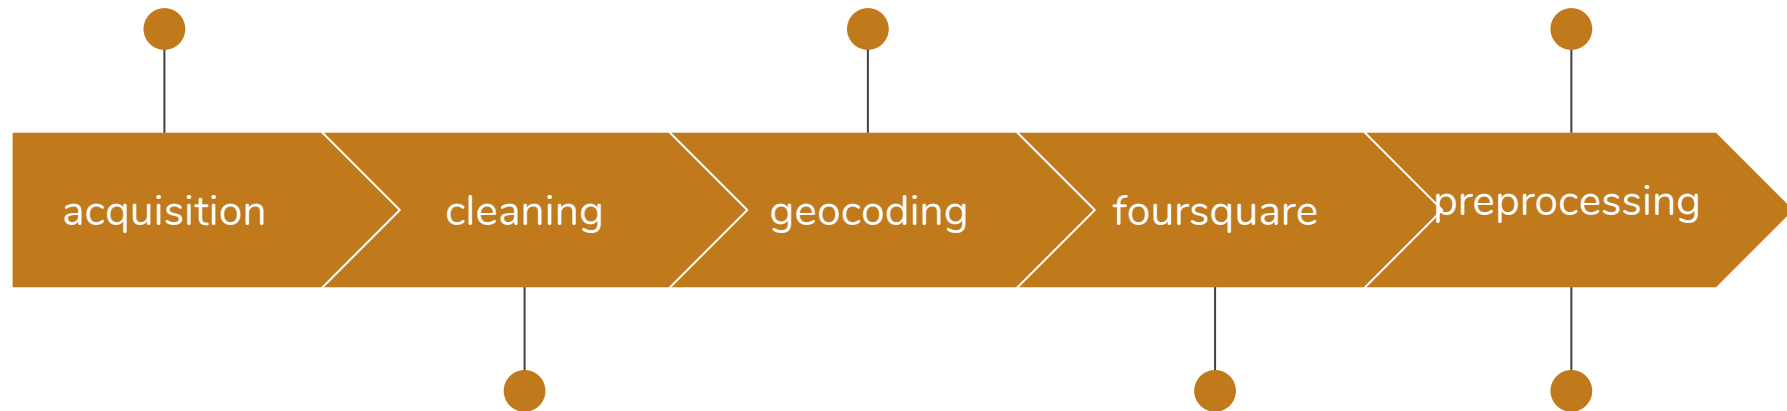 acquisition
cleaning
geocoding
foursquare
preprocessing